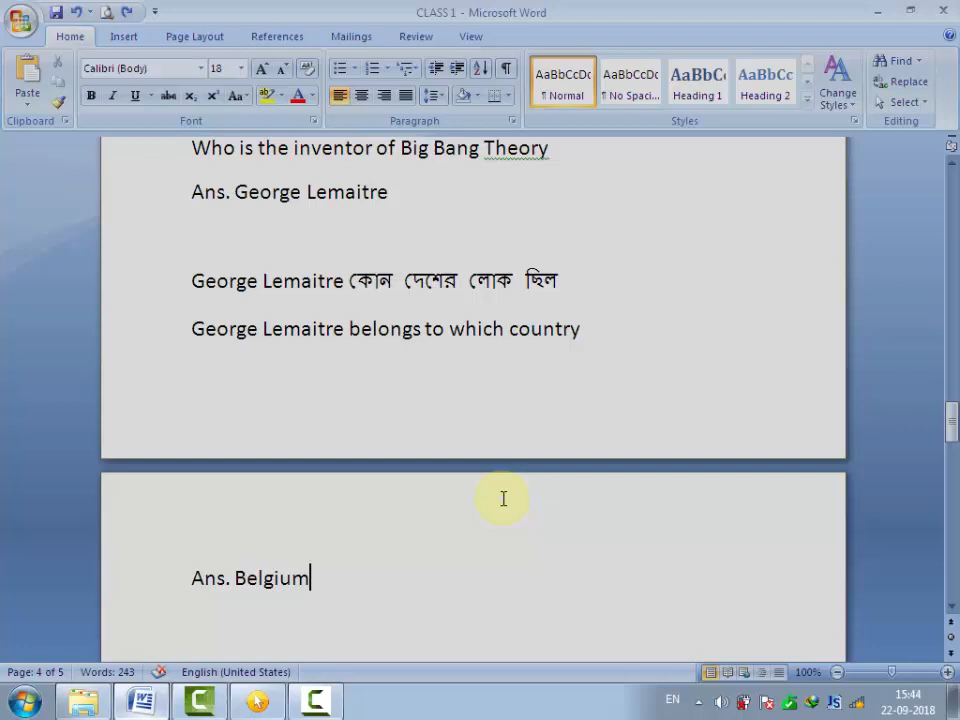 CLASS 1 - Microsoft Word
Home Insert Page Layout References Mailings Review View
Paste
Calibri (Body) 18
AaBbCcDc AaBbCcDc AaBbC AaBbCc
¶ Normal ¶ No Spaci... Heading 1 Heading 2
Change Styles
Find
Replace
Select
Clipboard Font Paragraph Styles Editing
Who is the inventor of Big Bang Theory
Ans. George Lemaitre
George Lemaitre কোন দেশের লোক ছিল
George Lemaitre belongs to which country
Ans. Belgium
Page: 4 of 5 Words: 243 English (United States) 100%
EN
15:44
22-09-2018